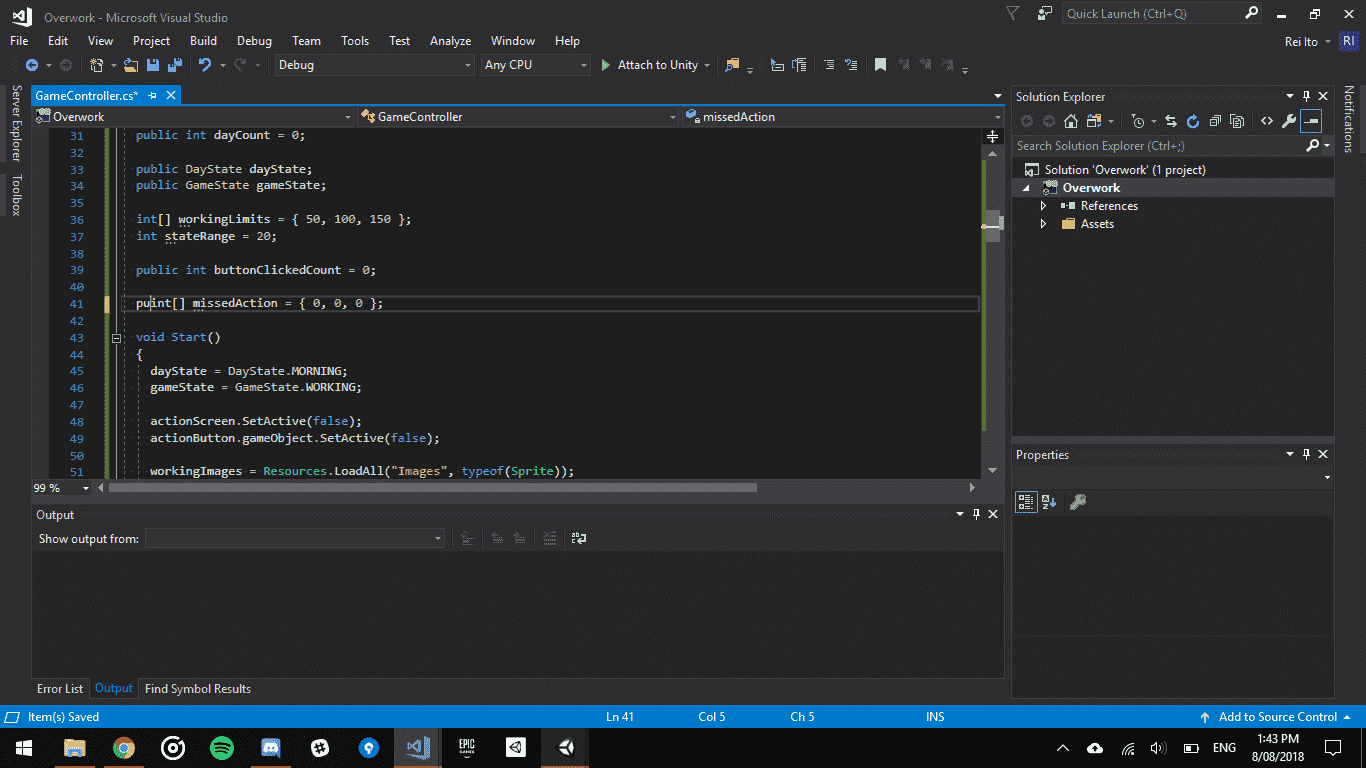 Overwork - Microsoft Visual Studio
Quick Launch (Ctrl+Q)
File Edit View Project Build Debug Team Tools Test Analyze Window Help
Rei Ito RI
Debug Any CPU Attach to Unity
Server Explorer
Toolbox
GameController.cs*
Overwork GameController missedAction
31 public int dayCount = 0;
32
33 public DayState dayState;
34 public GameState gameState;
35
36 int[] workingLimits = { 50, 100, 150 };
37 int stateRange = 20;
38
39 public int buttonClickedCount = 0;
40
41 puint[] missedAction = { 0, 0, 0 };
42
43 void Start()
44 {
45 dayState = DayState.MORNING;
46 gameState = GameState.WORKING;
47
48 actionScreen.SetActive(false);
49 actionButton.gameObject.SetActive(false);
50
51 workingImages = Resources.LoadAll("Images", typeof(Sprite));
99 %
Output
Show output from:
Error List Output Find Symbol Results
Solution Explorer
Search Solution Explorer (Ctrl+;)
Solution 'Overwork' (1 project)
Overwork
References
Assets
Properties
Notifications
Item(s) Saved Ln 41 Col 5 Ch 5 INS Add to Source Control
EPIC
GAMES
ENG
1:43 PM
8/08/2018